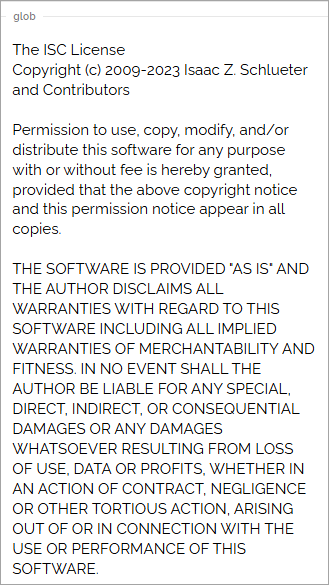 glob
The ISC License
Copyright (c) 2009-2023 Isaac Z. Schlueter
and Contributors
Permission to use, copy, modify, and/or
distribute this software for any purpose
with or without fee is hereby granted,
provided that the above copyright notice
and this permission notice appear in all
copies.
THE SOFTWARE IS PROVIDED "AS IS" AND
THE AUTHOR DISCLAIMS ALL
WARRANTIES WITH REGARD TO THIS
SOFTWARE INCLUDING ALL IMPLIED
WARRANTIES OF MERCHANTABILITY AND
FITNESS. IN NO EVENT SHALL THE
AUTHOR BE LIABLE FOR ANY SPECIAL,
DIRECT, INDIRECT, OR CONSEQUENTIAL
DAMAGES OR ANY DAMAGES
WHATSOEVER RESULTING FROM LOSS
OF USE, DATA OR PROFITS, WHETHER IN
AN ACTION OF CONTRACT, NEGLIGENCE
OR OTHER TORTIOUS ACTION, ARISING
OUT OF OR IN CONNECTION WITH THE
USE OR PERFORMANCE OF THIS
SOFTWARE.